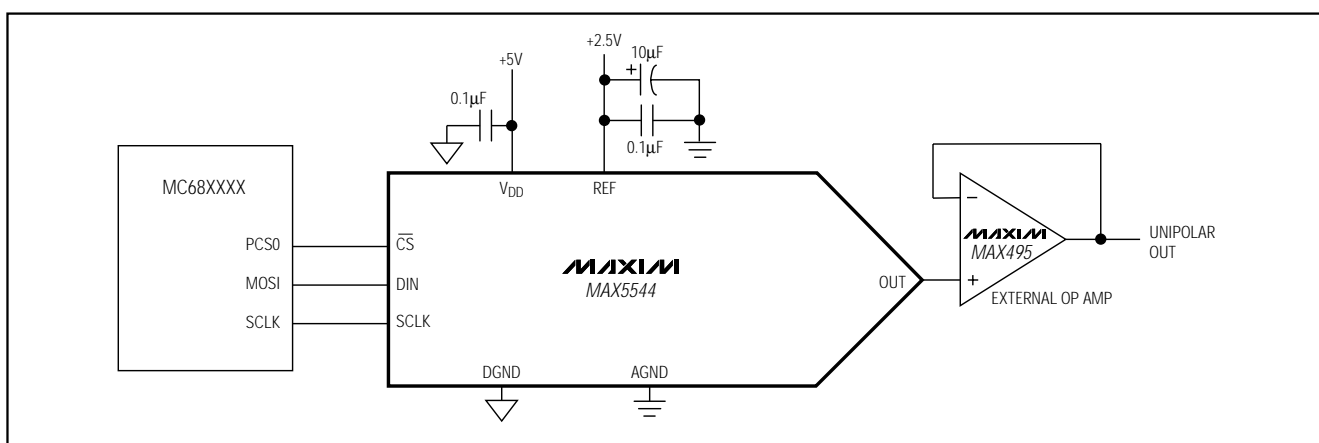 +2.5V
10µF
+
+5V
0.1µF
0.1µF
MC68XXXX
VDD
REF
PCS0
CS
MOSI
DIN
SCLK
SCLK
MAXIM
MAX5544
OUT
DGND
AGND
−
MAXIM
MAX495
+
UNIPOLAR
OUT
EXTERNAL OP AMP